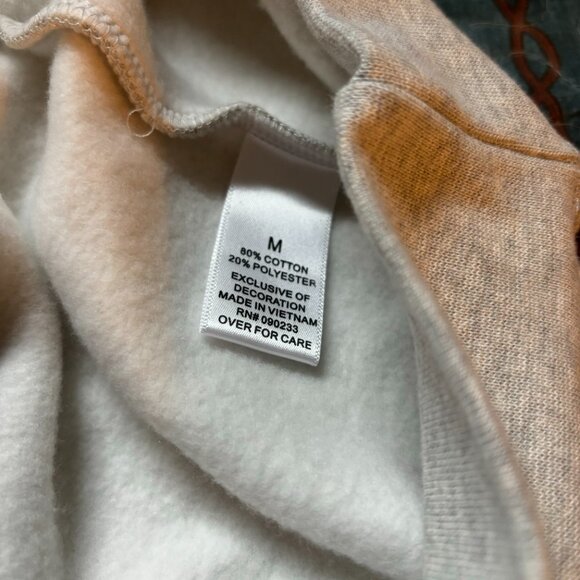 M
80% COTTON
20% POLYESTER
EXCLUSIVE OF
DECORATION
MADE IN VIETNAM
RN# 090233
OVER FOR CARE